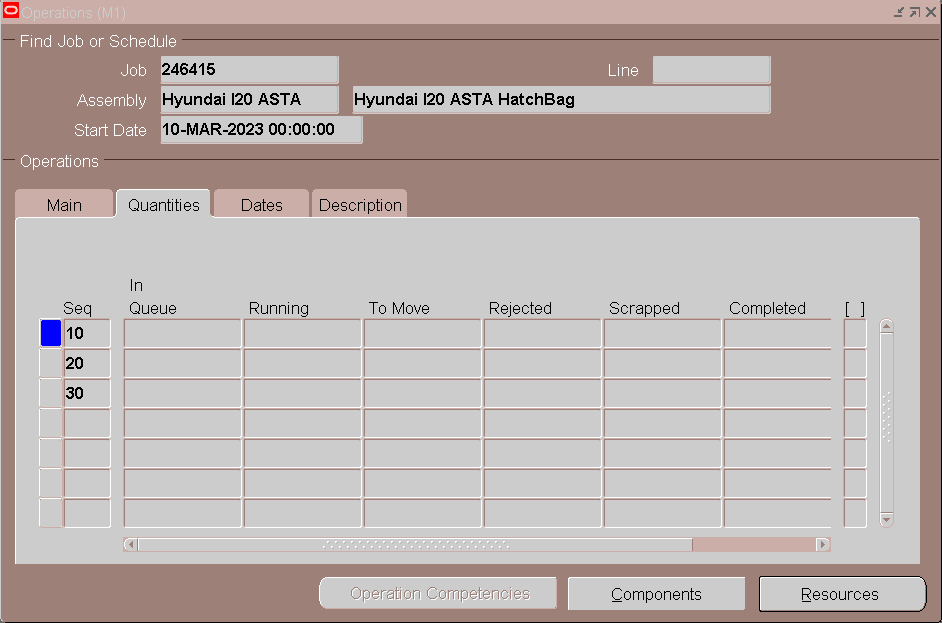 Operations (M1)
Find Job or Schedule
Job 246415 Line
Assembly Hyundai I20 ASTA Hyundai I20 ASTA HatchBag
Start Date 10-MAR-2023 00:00:00
Operations
Main Quantities Dates Description
In
Seq Queue Running To Move Rejected Scrapped Completed [ ]
10
20
30
Operation Competencies Components Resources